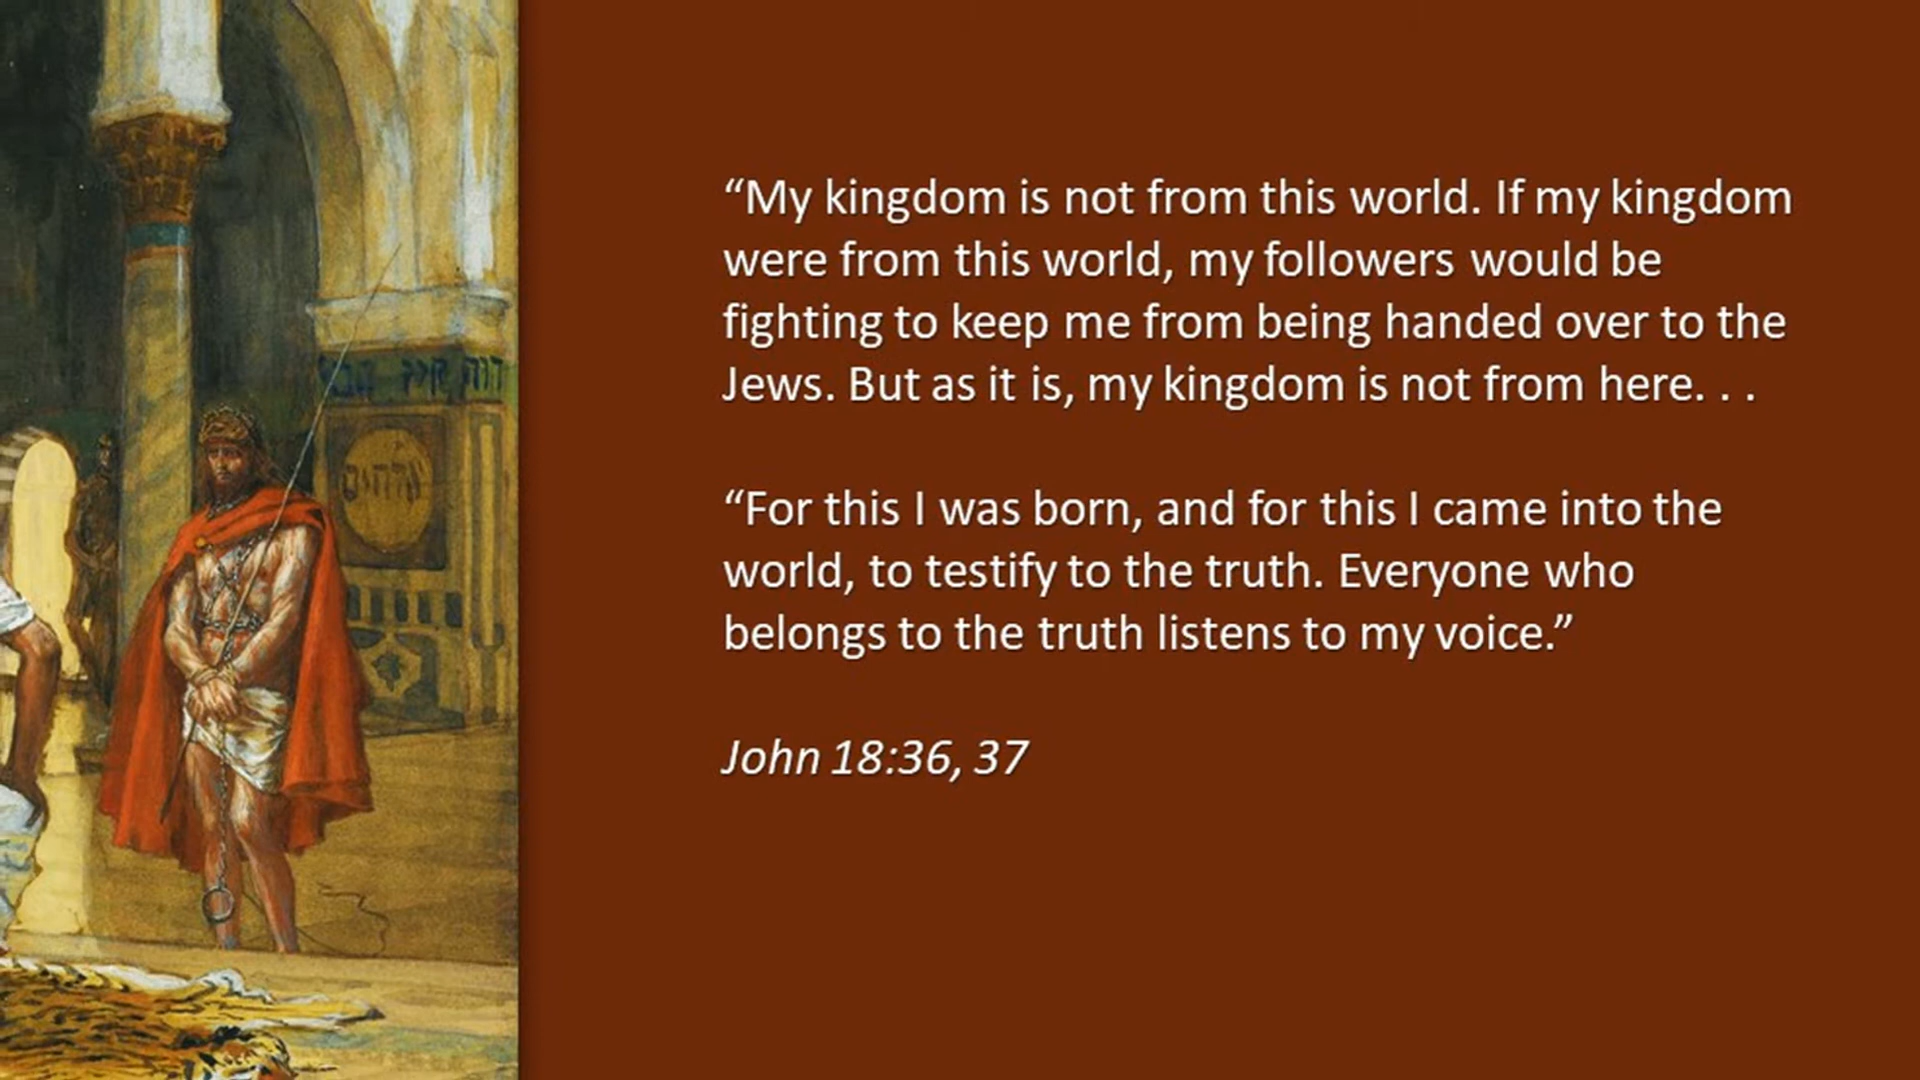 “My kingdom is not from this world. If my kingdom
were from this world, my followers would be
fighting to keep me from being handed over to the
Jews. But as it is, my kingdom is not from here. . .
“For this I was born, and for this I came into the
world, to testify to the truth. Everyone who
belongs to the truth listens to my voice.”
John 18:36, 37